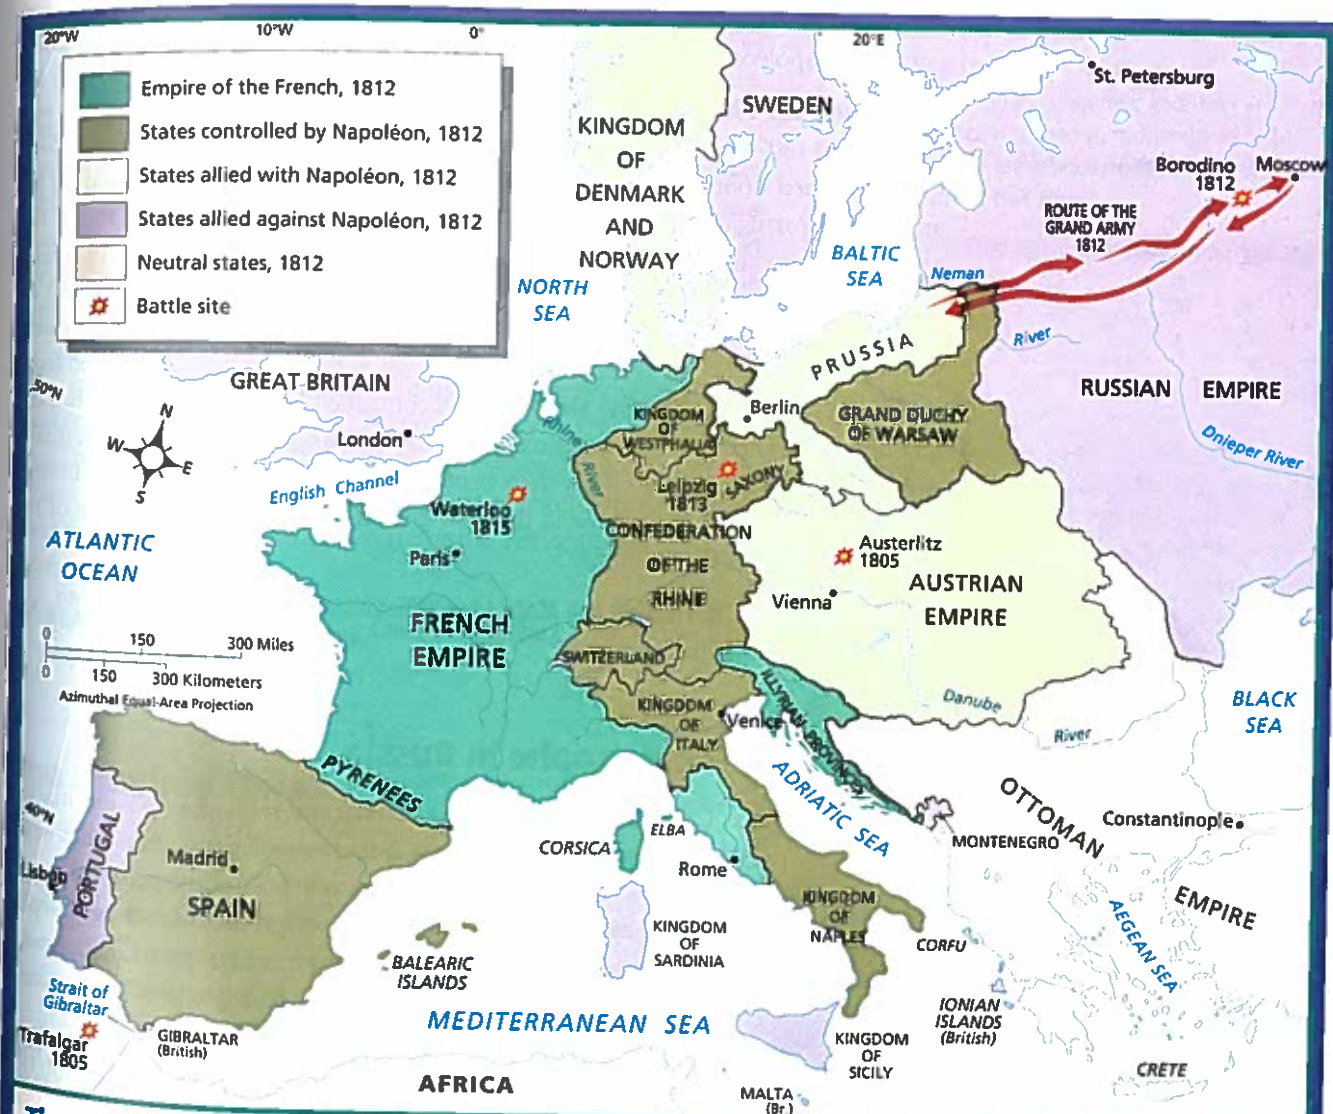 20°W
10°W
0°
20°E
Empire of the French, 1812
States controlled by Napoléon, 1812
States allied with Napoléon, 1812
States allied against Napoléon, 1812
Neutral states, 1812
Battle site
St. Petersburg
SWEDEN
KINGDOM
OF
DENMARK
AND
NORWAY
Borodino
1812
Moscow
ROUTE OF THE
GRAND ARMY
1812
BALTIC
SEA
Neman
River
NORTH
SEA
PRUSSIA
50°N
GREAT BRITAIN
London
English Channel
N
W
E
S
RUSSIAN EMPIRE
Dnieper River
Berlin
KINGDOM
OF
WESTPHALIA
GRAND DUCHY
OF WARSAW
Rhine
River
Leipzig
1813
SAXONY
Waterloo
1815
Paris
CONFEDERATION
OF THE
RHINE
Austerlitz
1805
Vienna
AUSTRIAN
EMPIRE
ATLANTIC
OCEAN
FRENCH
EMPIRE
0
150
300 Miles
0
150
300 Kilometers
Azimuthal Equal-Area Projection
SWITZERLAND
KINGDOM
OF
ITALY
Venice
ILLYRIAN PROVINCES
Danube
River
BLACK
SEA
PYRENEES
ADRIATIC SEA
OTTOMAN
EMPIRE
Constantinople
MONTENEGRO
40°N
Lisbon
PORTUGAL
Madrid
SPAIN
CORSICA
ELBA
Rome
KINGDOM
OF
NAPLES
KINGDOM
OF
SARDINIA
CORFU
AEGEAN SEA
BALEARIC
ISLANDS
Strait of
Gibraltar
Trafalgar
1805
GIBRALTAR
(British)
MEDITERRANEAN SEA
KINGDOM
OF
SICILY
IONIAN
ISLANDS
(British)
CRETE
AFRICA
MALTA
(Br.)